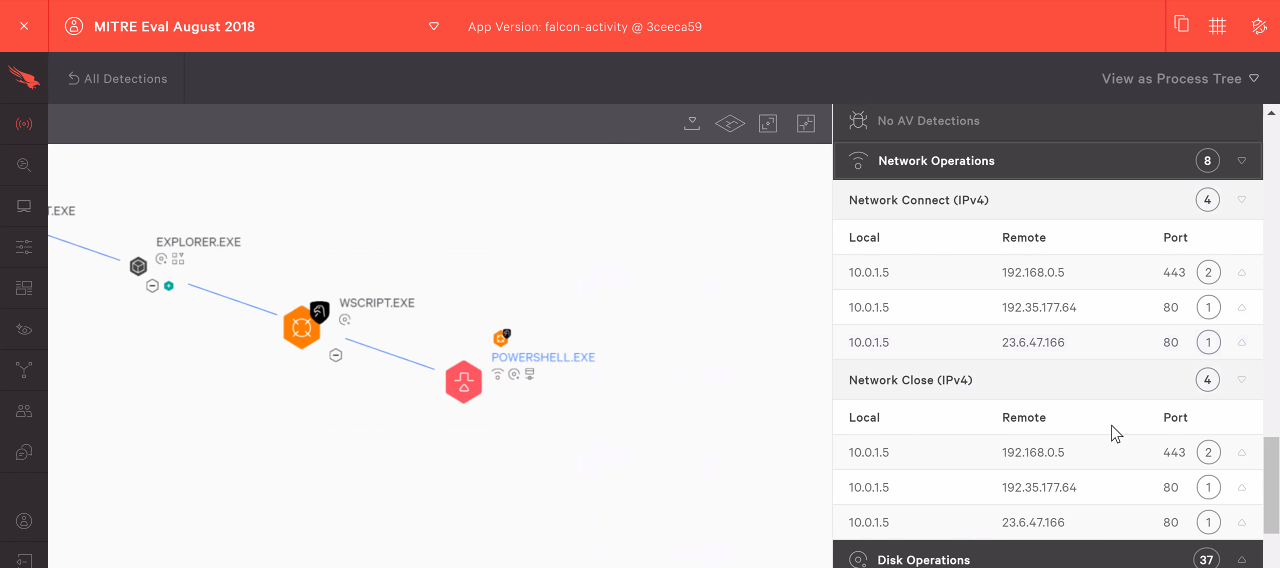 MITRE Eval August 2018
App Version: falcon-activity @ 3ceeca59
All Detections
View as Process Tree
No AV Detections
Network Operations 8
Network Connect (IPv4) 4
Local Remote Port
10.0.1.5 192.168.0.5 443 2
10.0.1.5 192.35.177.64 80 1
10.0.1.5 23.6.47.166 80 1
Network Close (IPv4) 4
Local Remote Port
10.0.1.5 192.168.0.5 443 2
10.0.1.5 192.35.177.64 80 1
10.0.1.5 23.6.47.166 80 1
Disk Operations 37
T.EXE
EXPLORER.EXE
WSCRIPT.EXE
POWERSHELL.EXE